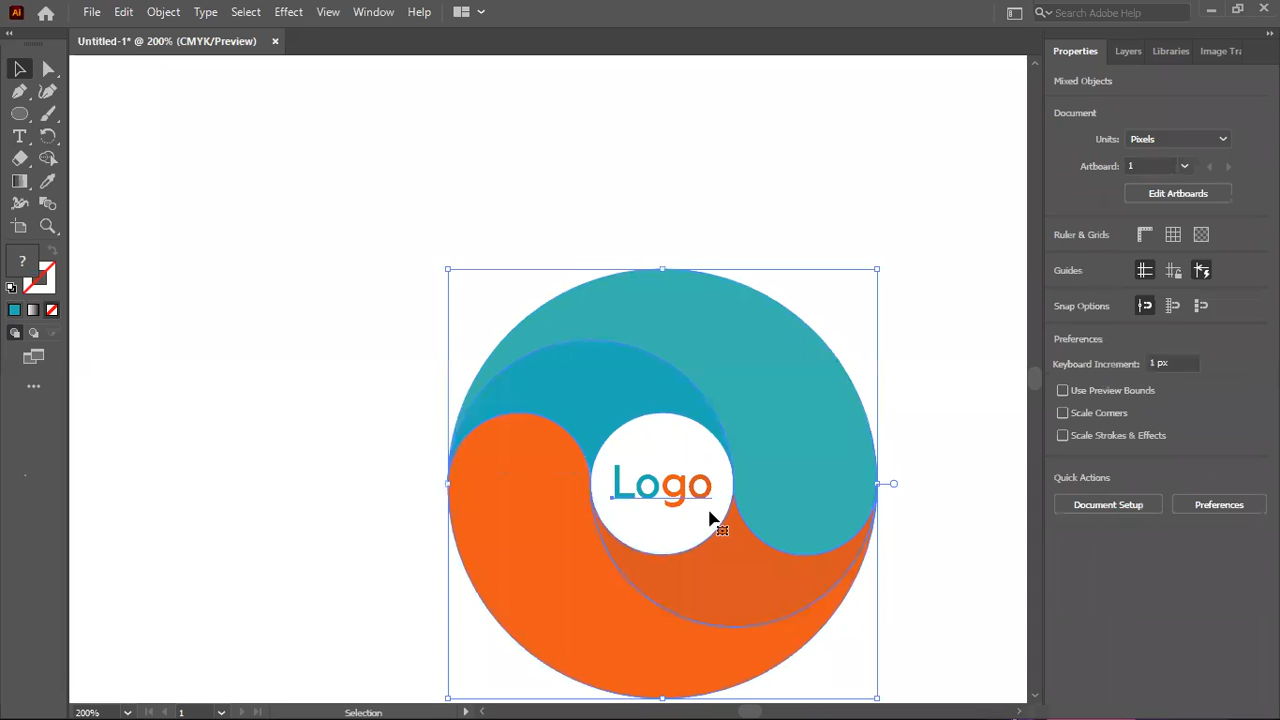 Ai
File Edit Object Type Select Effect View Window Help
Search Adobe Help
Untitled-1* @ 200% (CMYK/Preview) ×
Properties Layers Libraries Image Tra
Mixed Objects
Document
Units: Pixels
Artboard: 1
Edit Artboards
Ruler & Grids
Guides
Snap Options
Preferences
Keyboard Increment: 1 px
Use Preview Bounds
Scale Corners
Scale Strokes & Effects
Quick Actions
Document Setup Preferences
?
Logo
200% 1 Selection